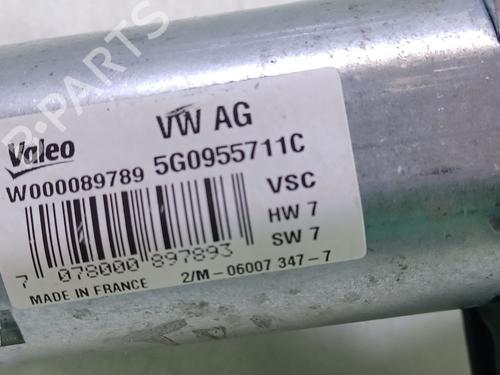 B-PARTS
Valeo
VW AG
W000089789 5G0955711C
VSC
HW 7
SW 7
7 078000 897893
2/M-06007 347-7
MADE IN FRANCE